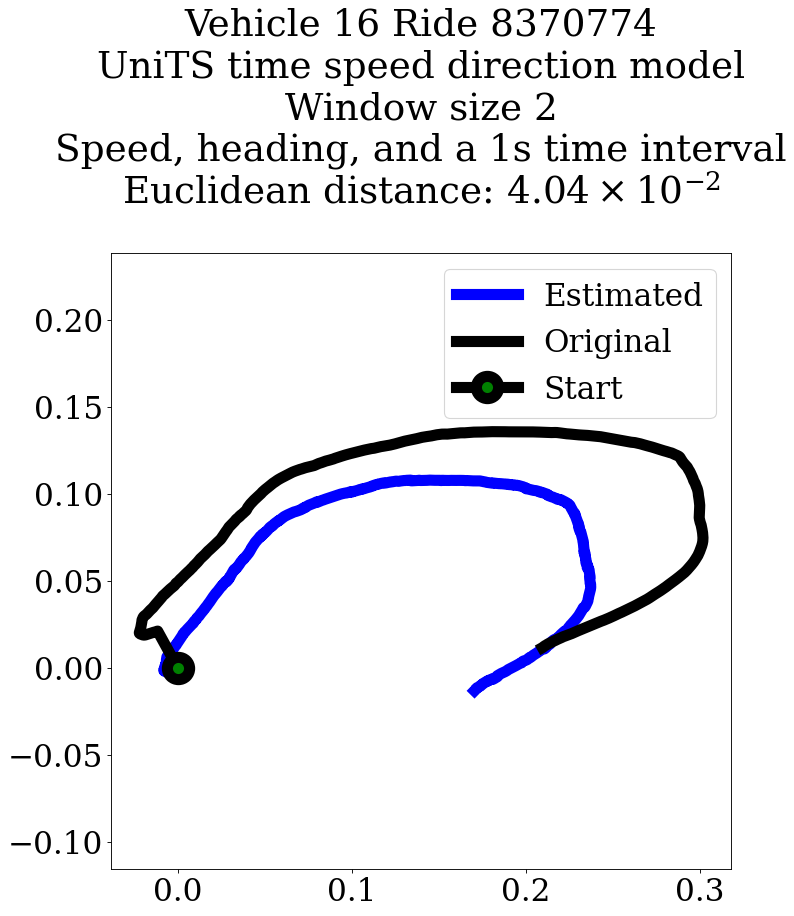 Vehicle 16 Ride 8370774
UniTS time speed direction model
Window size 2
Speed, heading, and a 1s time interval
Euclidean distance: 4.04 × 10⁻²
Estimated
Original
Start
0.20
0.15
0.10
0.05
0.00
−0.05
−0.10
0.0 0.1 0.2 0.3